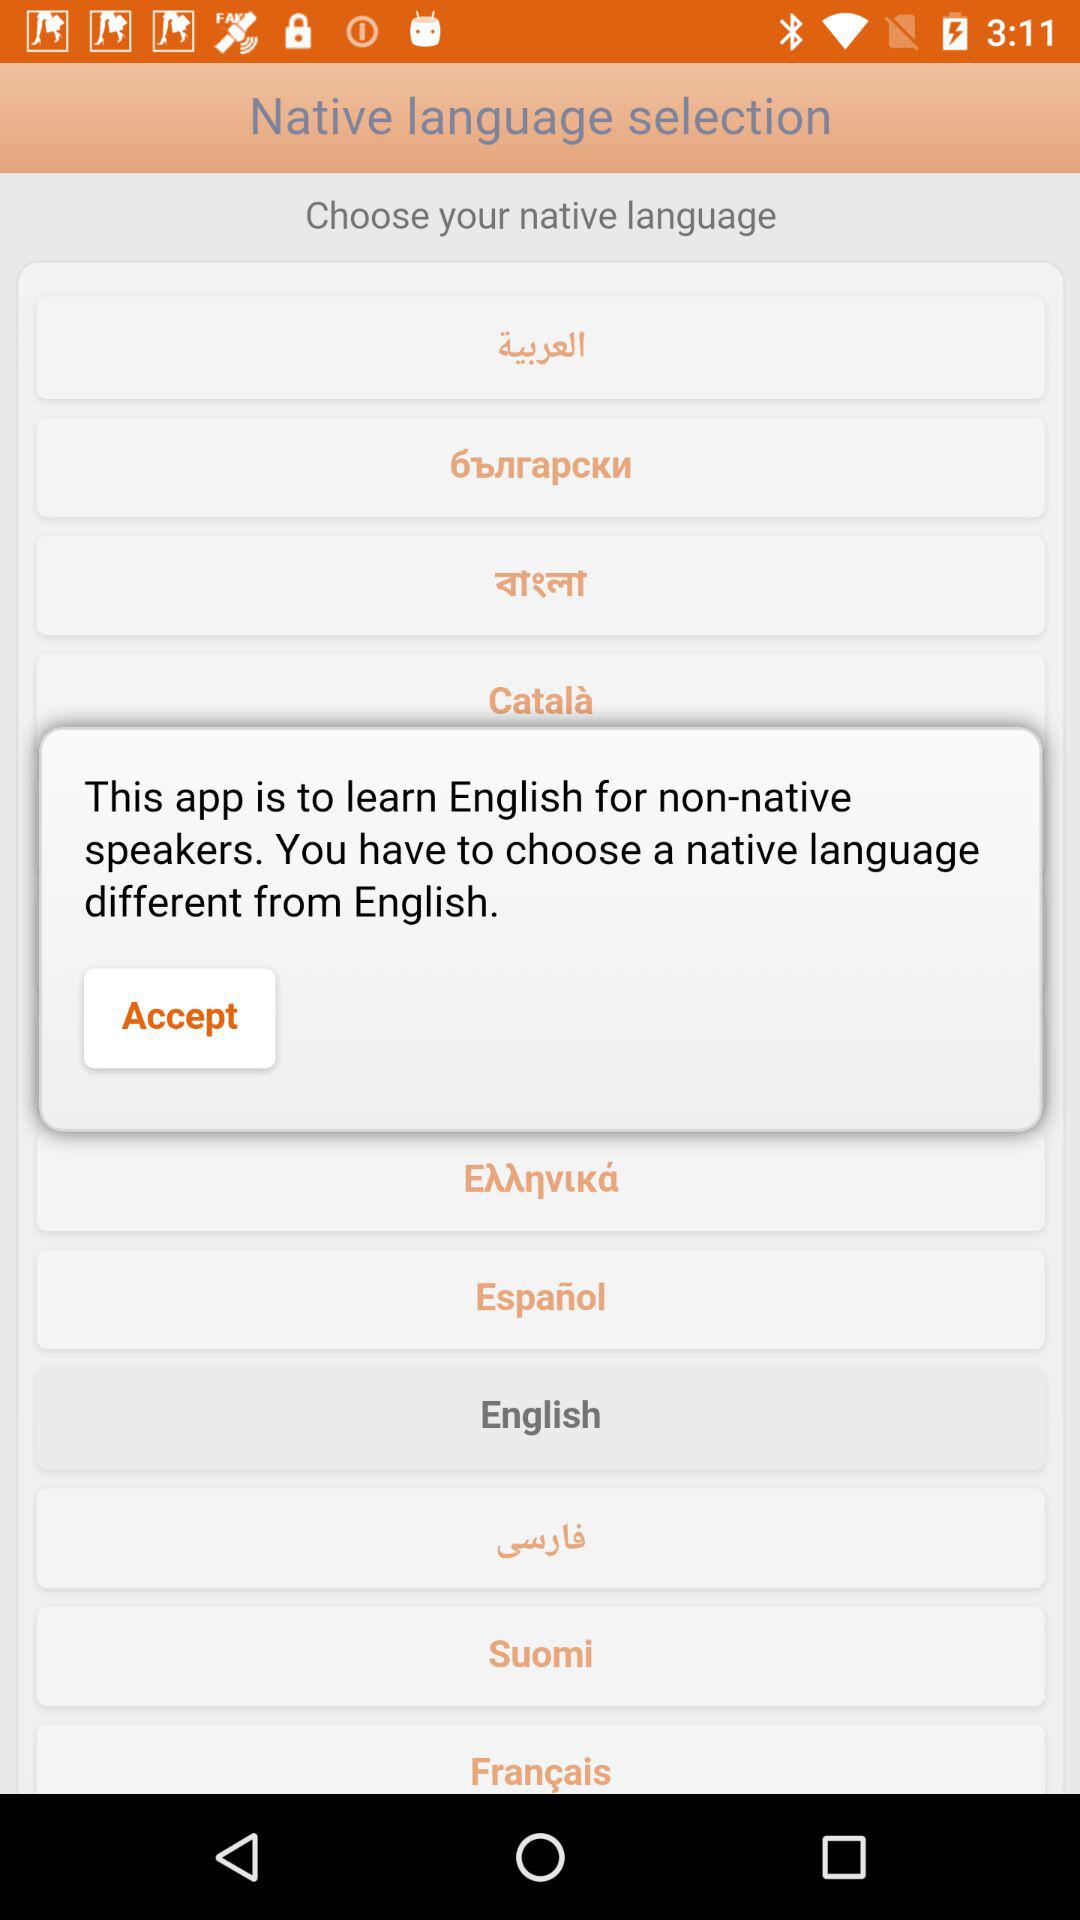 FAKE
3:11
Native language selection
Choose your native language
العربية
български
বাংলা
Català
This app is to learn English for non-native
speakers. You have to choose a native language
different from English.
Accept
Ελληνικά
Español
English
فارسی
Suomi
Français